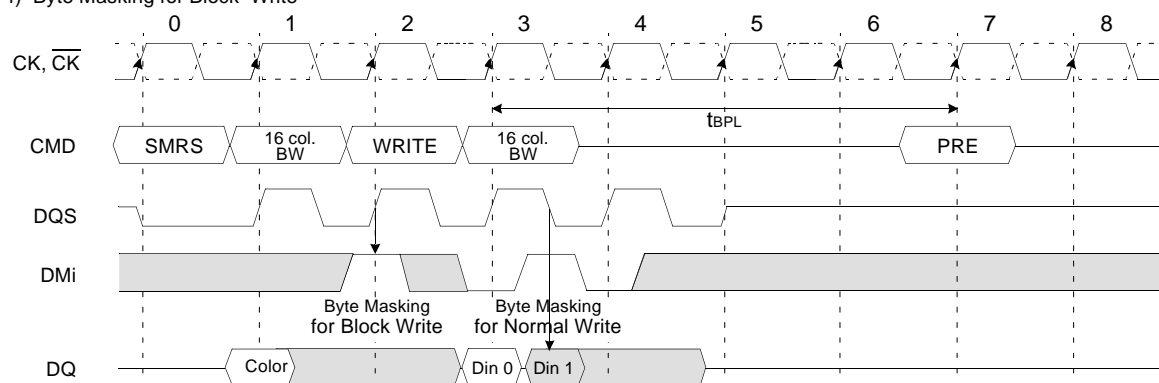 Byte Masking for Block Write
0 1 2 3 4 5 6 7 8
CK, CK
tBPL
CMD SMRS 16 col. BW WRITE 16 col. BW PRE
DQS
DMi
Byte Masking for Block Write
Byte Masking for Normal Write
DQ Color Din 0 Din 1